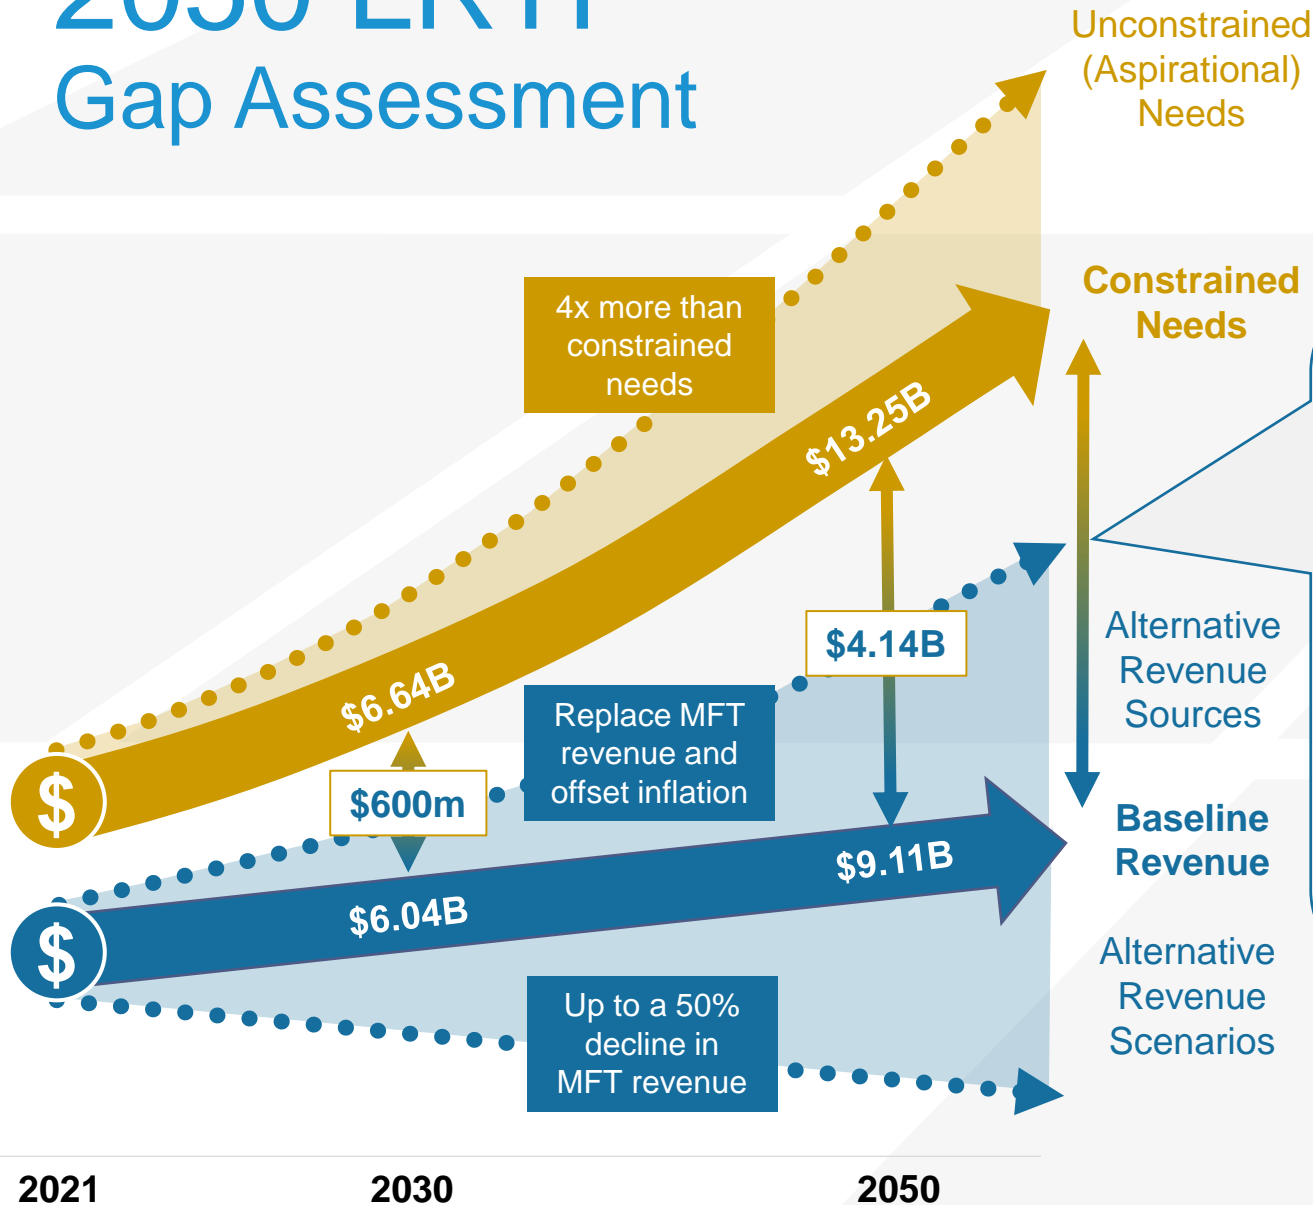 Gap Assessment
Unconstrained
(Aspirational)
Needs
4x more than
constrained
needs
Constrained
Needs
$13.25B
$6.64B
$4.14B
$600m
Replace MFT
revenue and
offset inflation
Alternative
Revenue
Sources
Baseline
Revenue
$9.11B
$6.04B
Alternative
Revenue
Scenarios
Up to a 50%
decline in
MFT revenue
$
$
2021
2030
2050